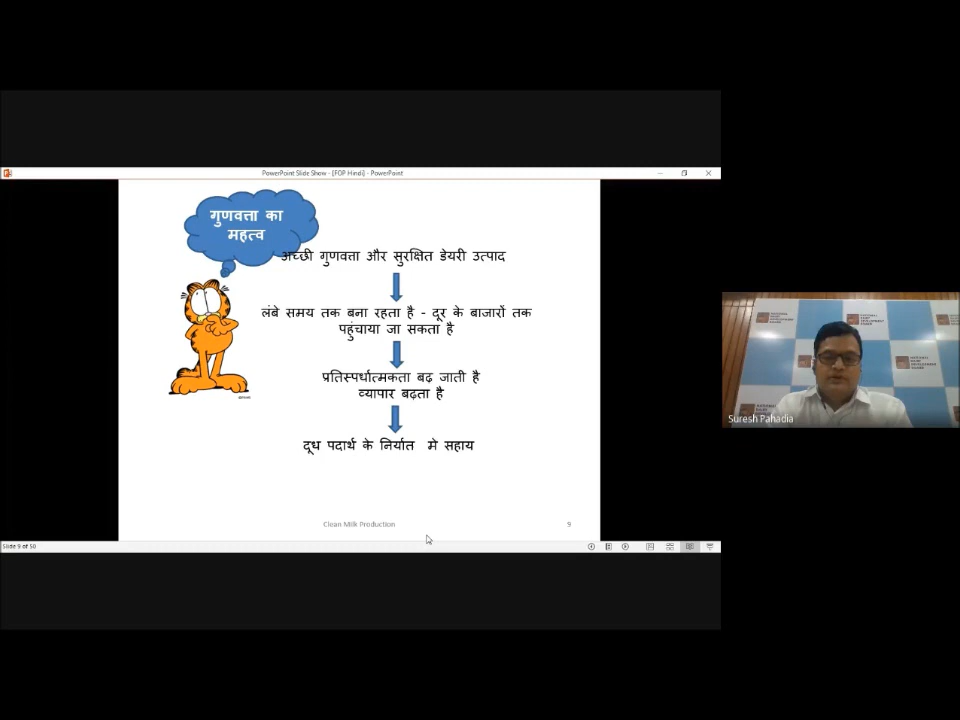 PowerPoint Slide Show - [FOP Hindi] - PowerPoint
गुणवत्ता का
महत्व
अच्छी गुणवत्ता और सुरक्षित डेयरी उत्पाद
लंबे समय तक बना रहता है - दूर के बाजारों तक
पहुंचाया जा सकता है
प्रतिस्पर्धात्मकता बढ़ जाती है
व्यापार बढ़ता है
दूध पदार्थ के निर्यात मे सहाय
Clean Milk Production
9
Slide 9 of 50
Suresh Pahadia